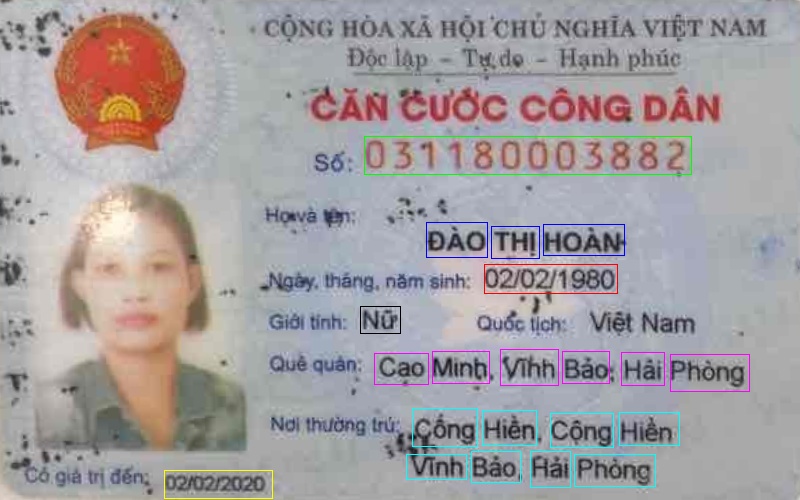 CỘNG HÒA XÃ HỘI CHỦ NGHĨA VIỆT NAM
Độc lập - Tự do - Hạnh phúc
CĂN CƯỚC CÔNG DÂN
Số: 031180003882
Họ và tên:
ĐÀO THỊ HOÀN
Ngày, tháng, năm sinh: 02/02/1980
Giới tính: Nữ Quốc tịch: Việt Nam
Quê quán: Cao Minh, Vĩnh Bảo, Hải Phòng
Nơi thường trú: Cống Hiền, Cộng Hiền
Vĩnh Bảo, Hải Phòng
Có giá trị đến: 02/02/2020